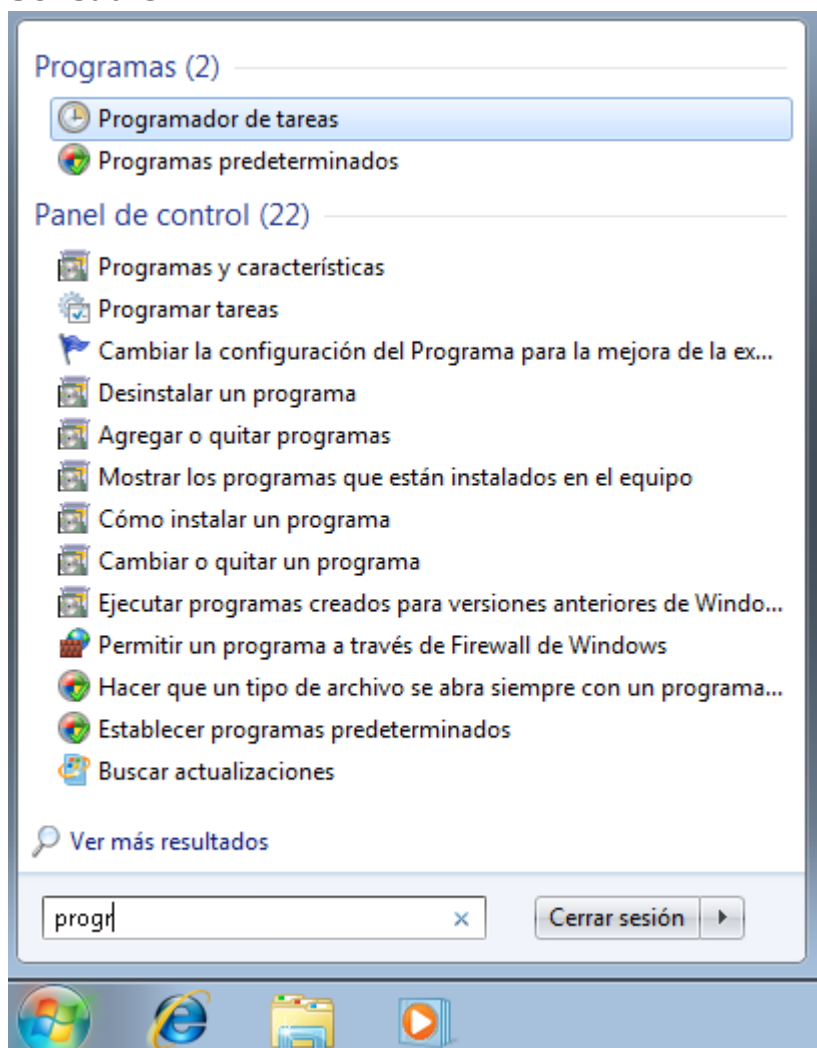 Programas (2)
Programador de tareas
Programas predeterminados
Panel de control (22)
Programas y características
Programar tareas
Cambiar la configuración del Programa para la mejora de la ex...
Desinstalar un programa
Agregar o quitar programas
Mostrar los programas que están instalados en el equipo
Cómo instalar un programa
Cambiar o quitar un programa
Ejecutar programas creados para versiones anteriores de Windo...
Permitir un programa a través de Firewall de Windows
Hacer que un tipo de archivo se abra siempre con un programa...
Establecer programas predeterminados
Buscar actualizaciones
Ver más resultados
progr
Cerrar sesión